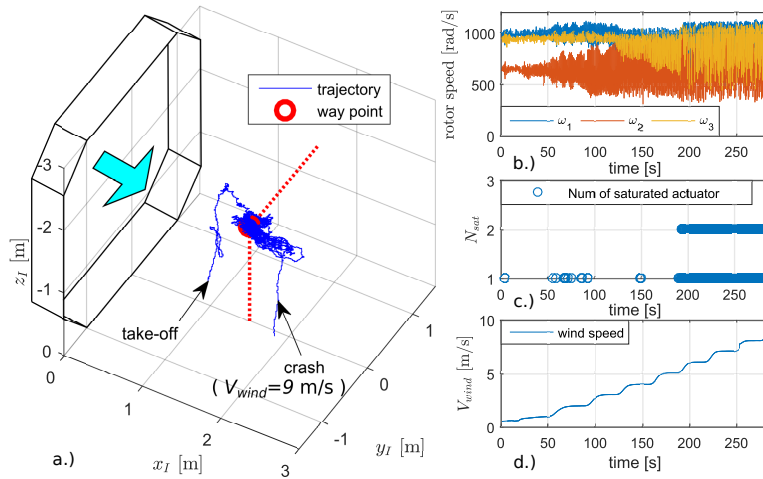 trajectory
way point
-3
-2
-1
0
z_I [m]
take-off
crash
( V_wind=9 m/s )
0
1
2
3
x_I [m]
-1
0
1
y_I [m]
a.)
rotor speed [rad/s]
1000
500
0
ω_1 ω_2 ω_3
b.)
0 50 100 150 200 250
time [s]
N_sat
3
2
1
Num of saturated actuator
c.)
0 50 100 150 200 250
time [s]
V_wind [m/s]
10
5
0
wind speed
d.)
0 50 100 150 200 250
time [s]